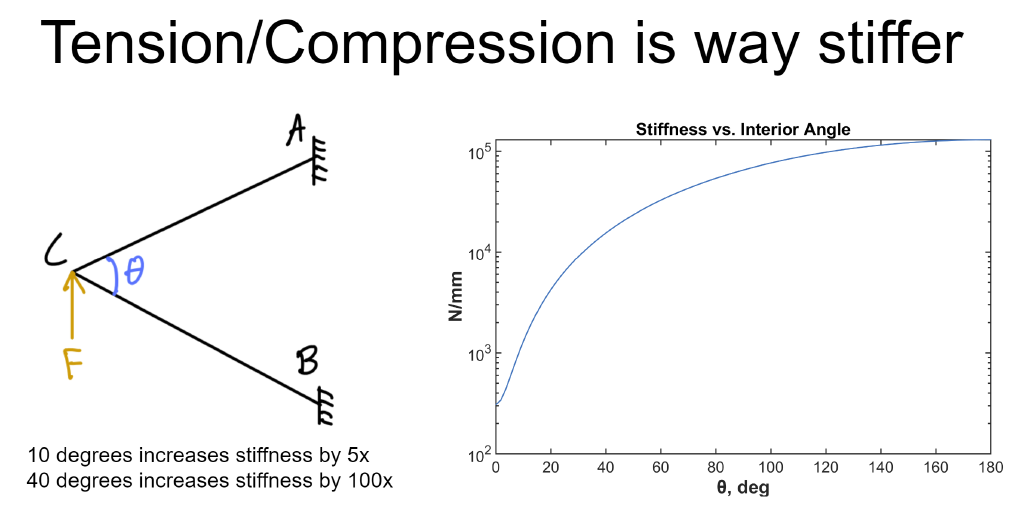 Tension/Compression is way stiffer
A
C
θ
F
B
10 degrees increases stiffness by 5x
40 degrees increases stiffness by 100x
Stiffness vs. Interior Angle
10^5
10^4
10^3
10^2
N/mm
0 20 40 60 80 100 120 140 160 180
θ, deg